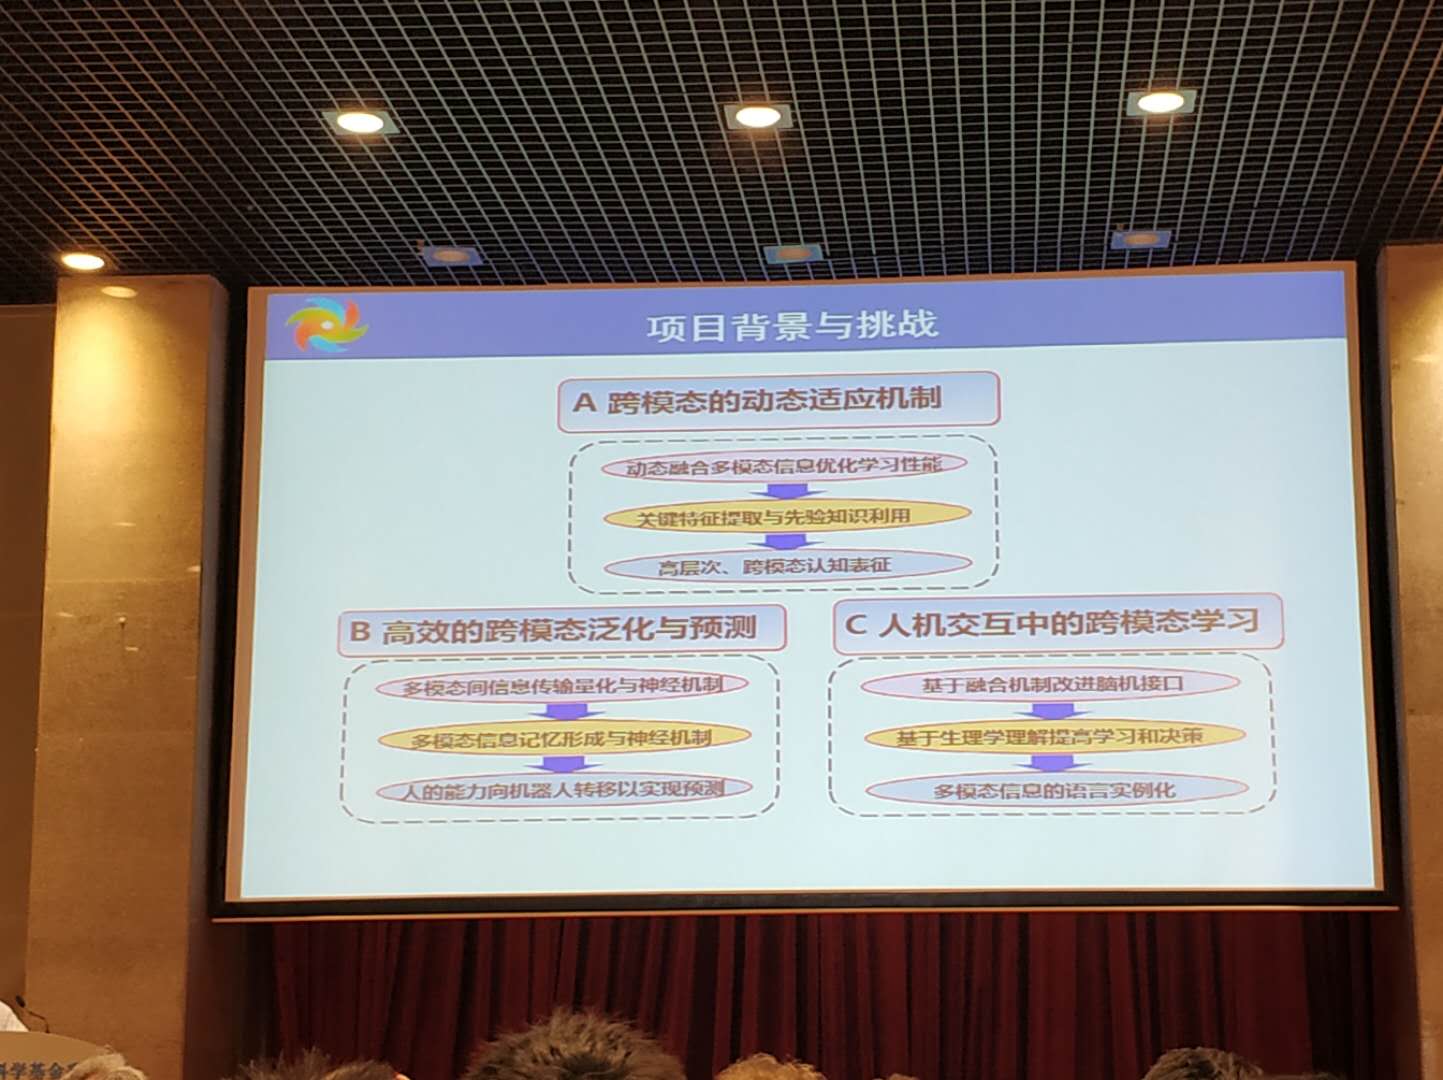 项目背景与挑战
A 跨模态的动态适应机制
动态融合多模态信息优化学习性能
关键特征提取与先验知识利用
高层次、跨模态认知表征
B 高效的跨模态泛化与预测
多模态间信息传输量化与神经机制
多模态信息记忆形成与神经机制
人的能力向机器人转移以实现预测
C 人机交互中的跨模态学习
基于融合机制改进脑机接口
基于生理学理解提高学习和决策
多模态信息的语言实例化
科学基金